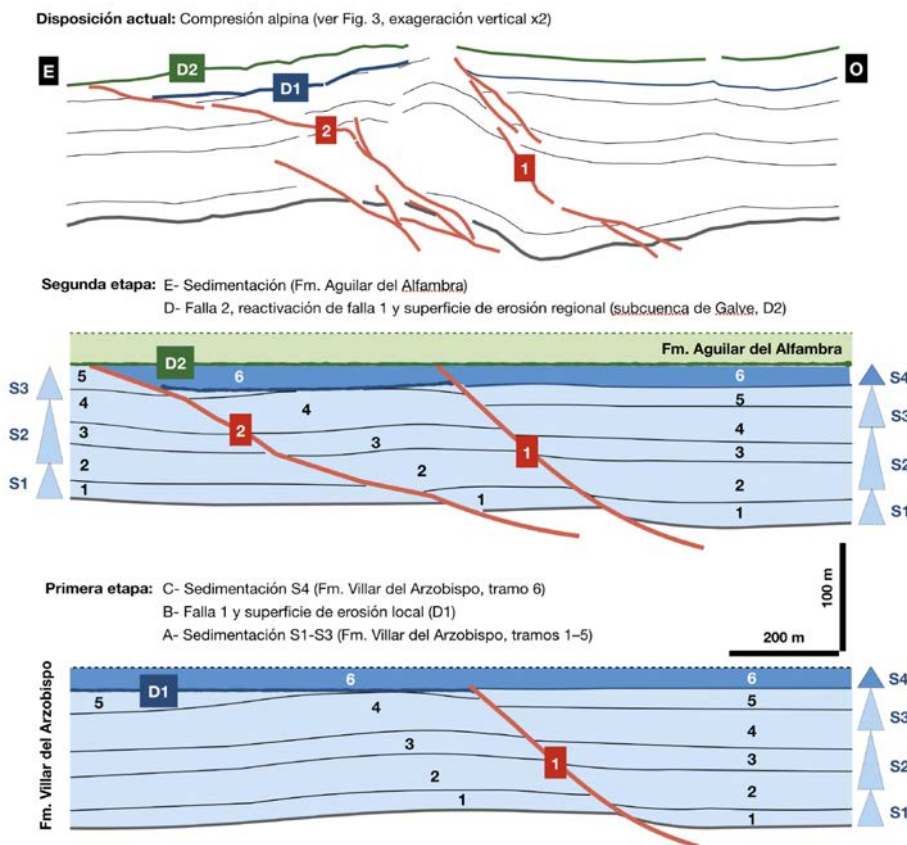 Disposición actual: Compresión alpina (ver Fig. 3, exageración vertical x2)
E
D2
D1
O
2
1
Segunda etapa: E- Sedimentación (Fm. Aguilar del Alfambra)
D- Falla 2, reactivación de falla 1 y superficie de erosión regional (subcuenca de Galve, D2)
D2
Fm. Aguilar del Alfambra
5
6
6
S4
S3
4
4
5
S3
S2
3
2
3
1
4
3
S2
2
2
2
S1
1
1
1
S1
100 m
Primera etapa: C- Sedimentación S4 (Fm. Villar del Arzobispo, tramo 6)
B- Falla 1 y superficie de erosión local (D1)
A- Sedimentación S1-S3 (Fm. Villar del Arzobispo, tramos 1–5)
200 m
Fm. Villar del Arzobispo
6
6
S4
D1
5
4
5
S3
3
4
1
3
S2
2
2
1
1
S1